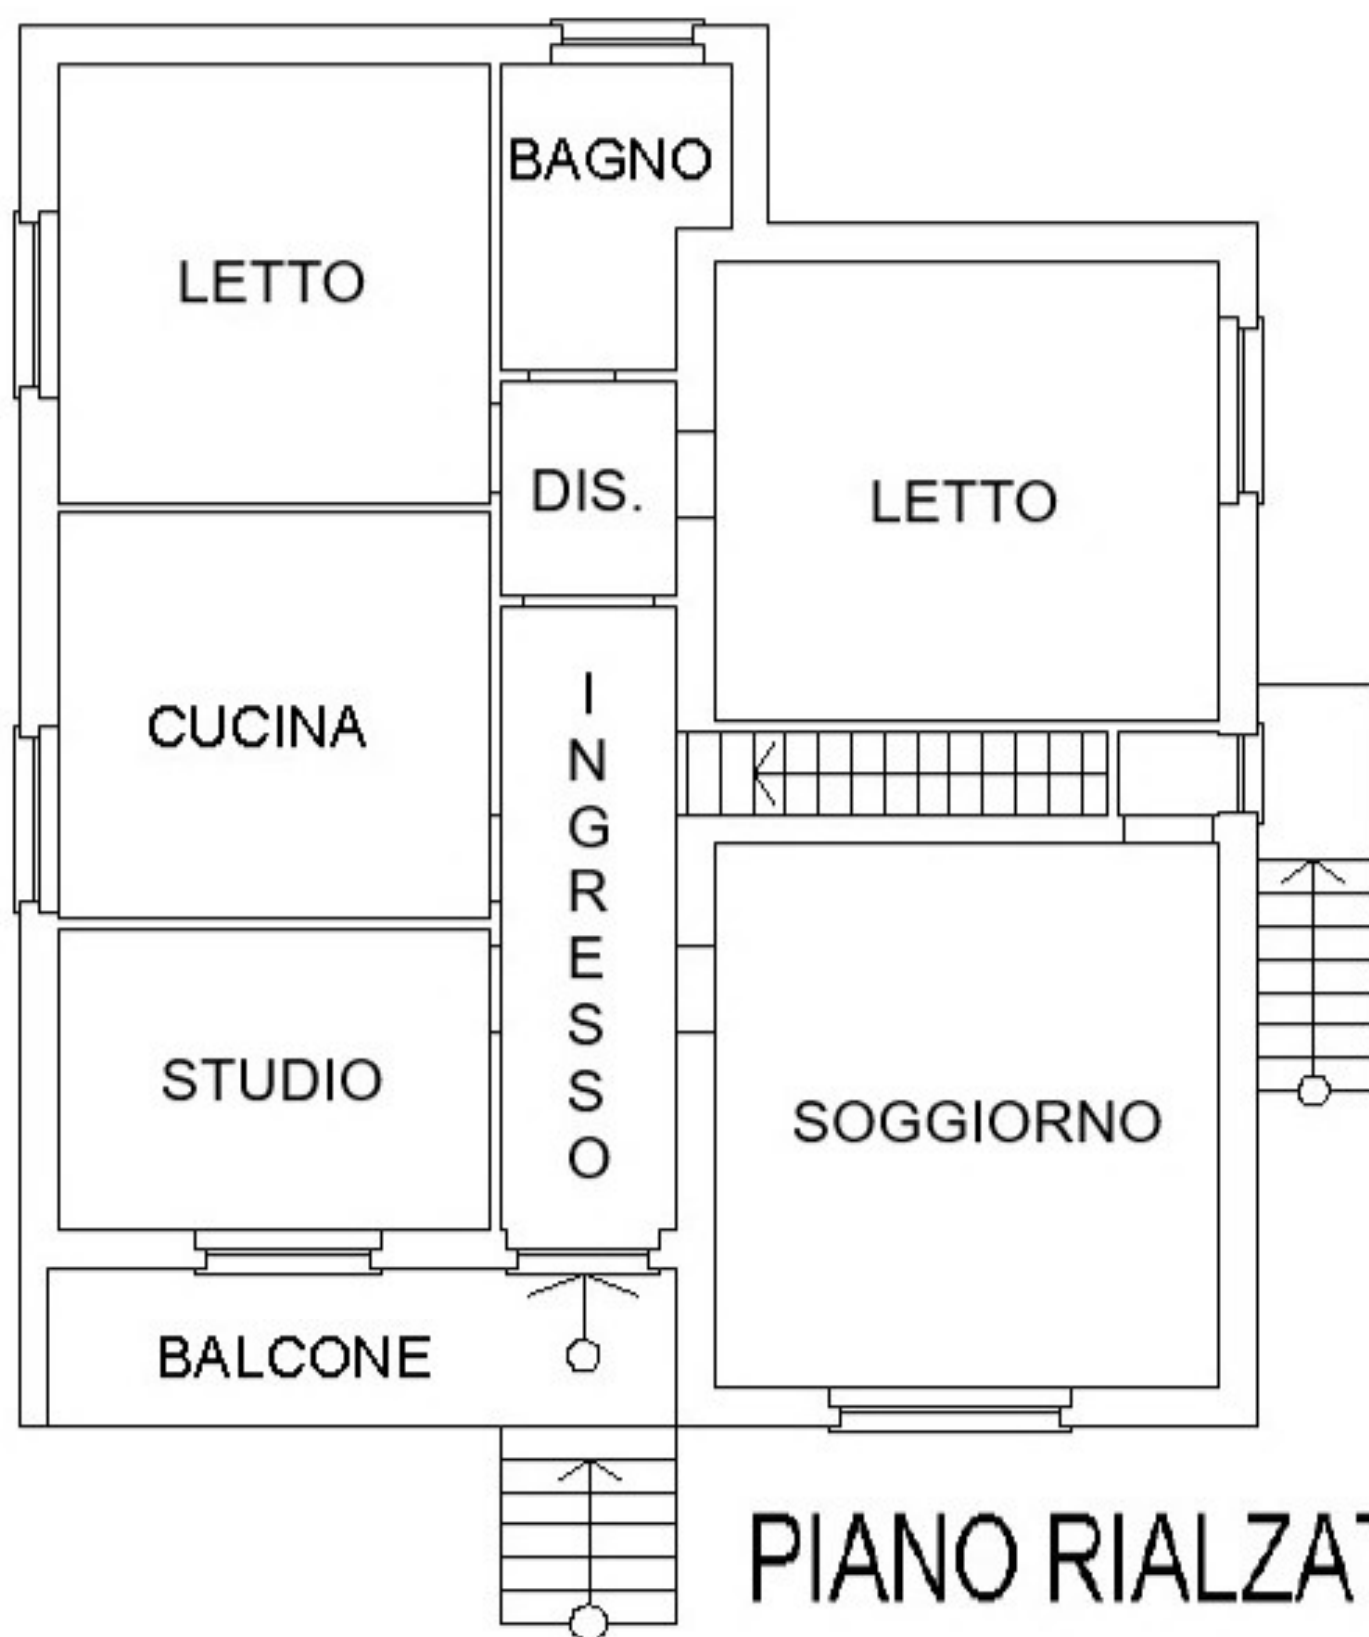 BAGNO
LETTO
DIS.
LETTO
CUCINA
INGRESSO
STUDIO
SOGGIORNO
BALCONE
PIANO RIALZAT